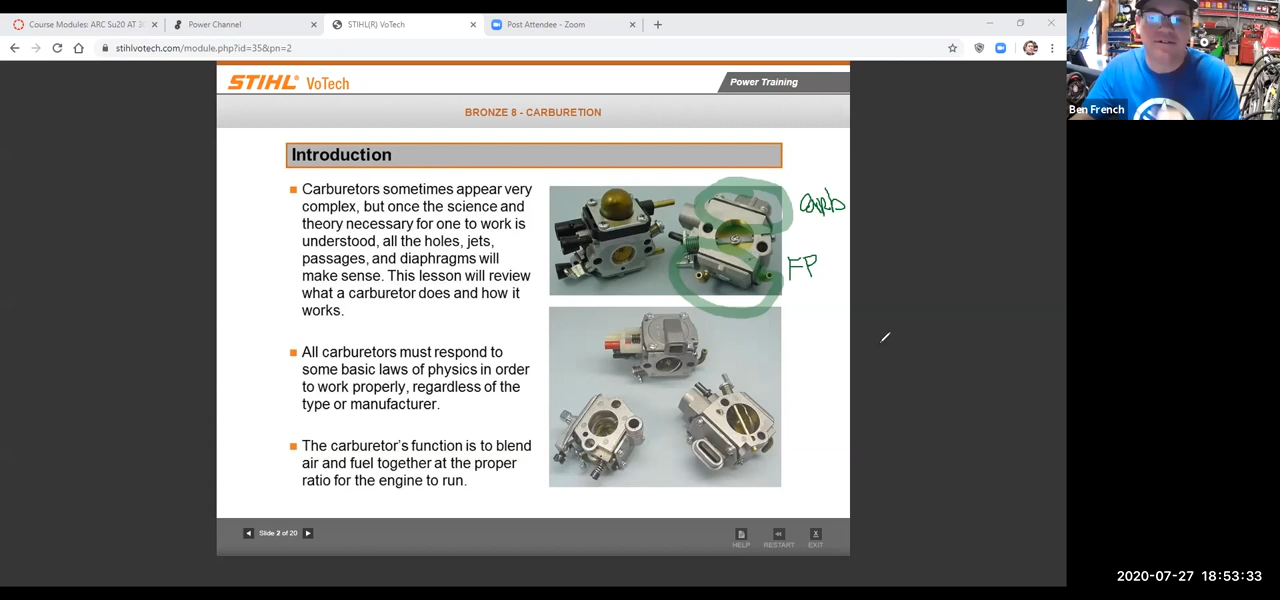 Course Modules: ARC Su20 AT 3
Power Channel
STIHL(R) VoTech
Post Attendee - Zoom
stihlvotech.com/module.php?id=35&pn=2
Ben French
STIHL VoTech
Power Training
BRONZE 8 - CARBURETION
Introduction
Carburetors sometimes appear very
complex, but once the science and
theory necessary for one to work is
understood, all the holes, jets,
passages, and diaphragms will
make sense. This lesson will review
what a carburetor does and how it
works.
All carburetors must respond to
some basic laws of physics in order
to work properly, regardless of the
type or manufacturer.
The carburetor's function is to blend
air and fuel together at the proper
ratio for the engine to run.
Carb
FP
Slide 2 of 20
HELP
RESTART
EXIT
2020-07-27 18:53:33